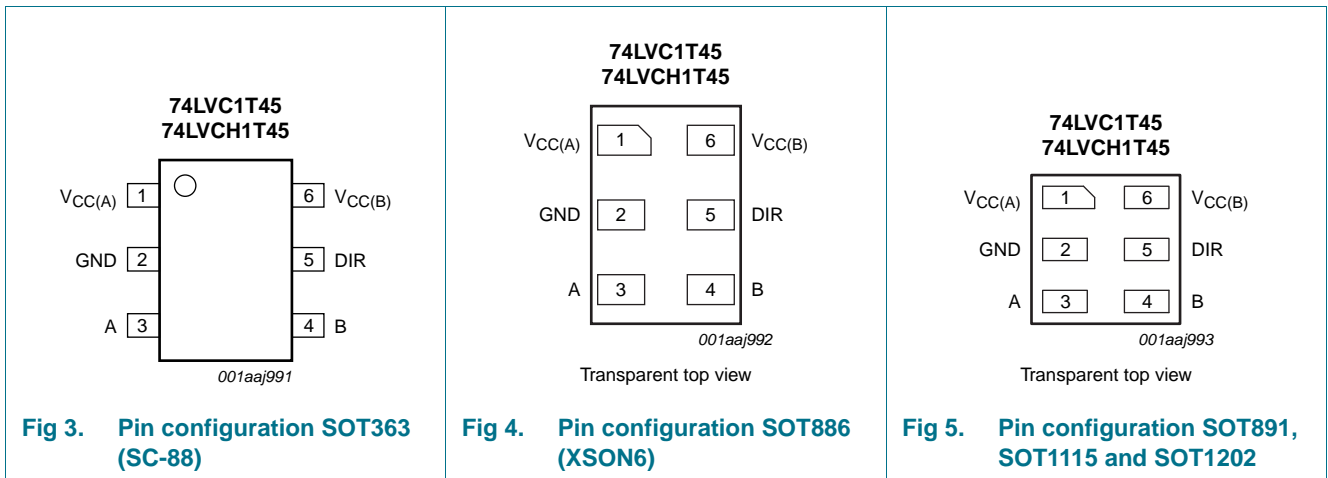 74LVC1T45
74LVCH1T45
VCC(A) 1
6 VCC(B)
GND 2
5 DIR
A 3
4 B
001aaj991
Fig 3. Pin configuration SOT363
(SC-88)
74LVC1T45
74LVCH1T45
VCC(A) 1
6 VCC(B)
GND 2
5 DIR
A 3
4 B
001aaj992
Transparent top view
Fig 4. Pin configuration SOT886
(XSON6)
74LVC1T45
74LVCH1T45
VCC(A) 1
6 VCC(B)
GND 2
5 DIR
A 3
4 B
001aaj993
Transparent top view
Fig 5. Pin configuration SOT891,
SOT1115 and SOT1202